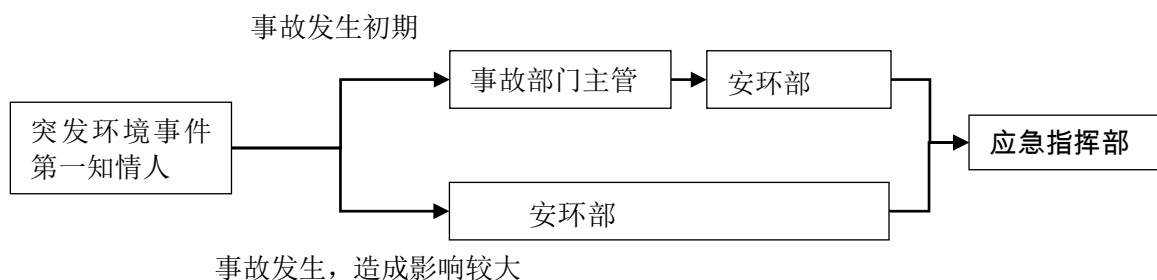 事故发生初期
事故部门主管
安环部
突发环境事件
第一知情人
应急指挥部
安环部
事故发生，造成影响较大